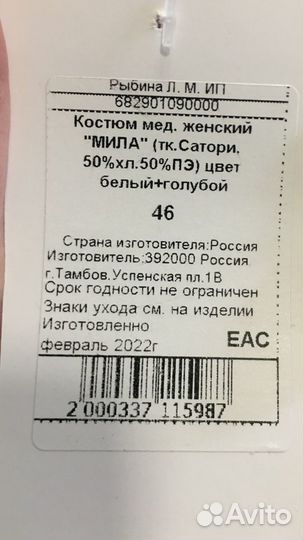 Рыбина Л. М. ИП
682901090000
Костюм мед. женский
"МИЛА" (тк.Сатори,
50%хл.50%ПЭ) цвет
белый+голубой
46
Страна изготовителя:Россия
Изготовитель:392000 Россия
г.Тамбов.Успенская пл.1В
Срок годности не ограничен
Знаки ухода см. на изделии
Изготовленно
февраль 2022г
EAC
2 000337 115987
Avito